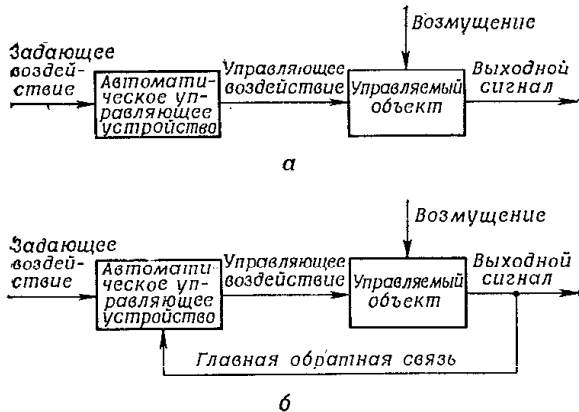 Возмущение
Задающее
воздей-
ствие
Автомати-
ческое уп-
равляющее
устройство
Управляющее
воздействие
Управляемый
объект
Выходной
сигнал
а
Возмущение
Задающее
воздей-
ствие
Автомати-
ческое уп-
равляющее
устройство
Управляющее
воздействие
Управляемый
объект
Выходной
сигнал
Главная обратная связь
б